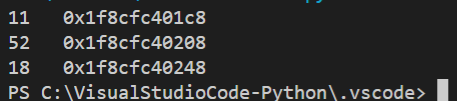 11   0x1f8cfc401c8
52   0x1f8cfc40208
18   0x1f8cfc40248
PS C:\VisualStudioCode-Python\.vscode>